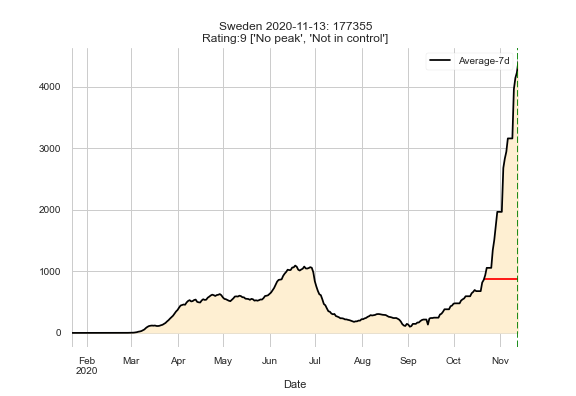 Sweden 2020-11-13: 177355
Rating:9 ['No peak', 'Not in control']
Average-7d
4000
3000
2000
1000
0
Feb Mar Apr May Jun Jul Aug Sep Oct Nov
2020
Date